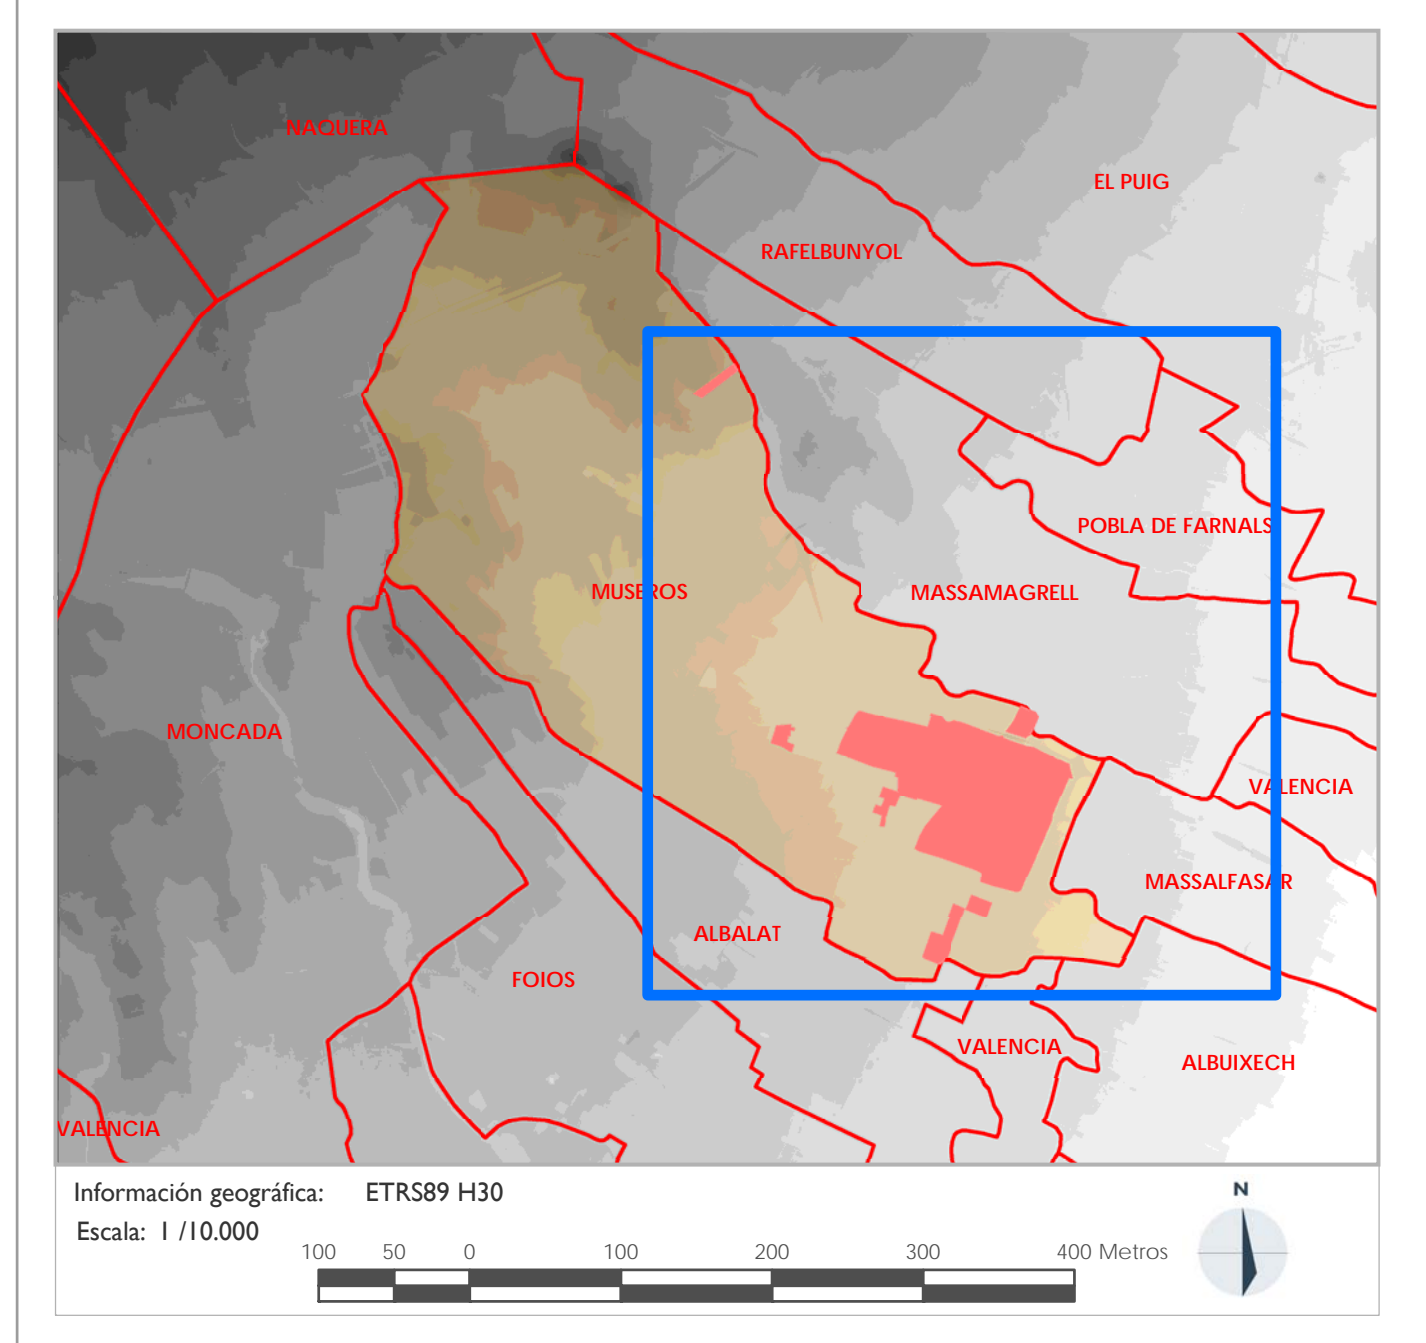 NAQUERA
EL PUIG
RAFELBUNYOL
POBLA DE FARNALS
MUSEROS
MASSAMAGRELL
MONCADA
VALENCIA
MASSALFASAR
ALBALAT
FOIOS
VALENCIA
ALBUIXECH
VALENCIA
Información geográfica: ETRS89 H30
Escala: 1 /10.000
100 50 0 100 200 300 400 Metros
N